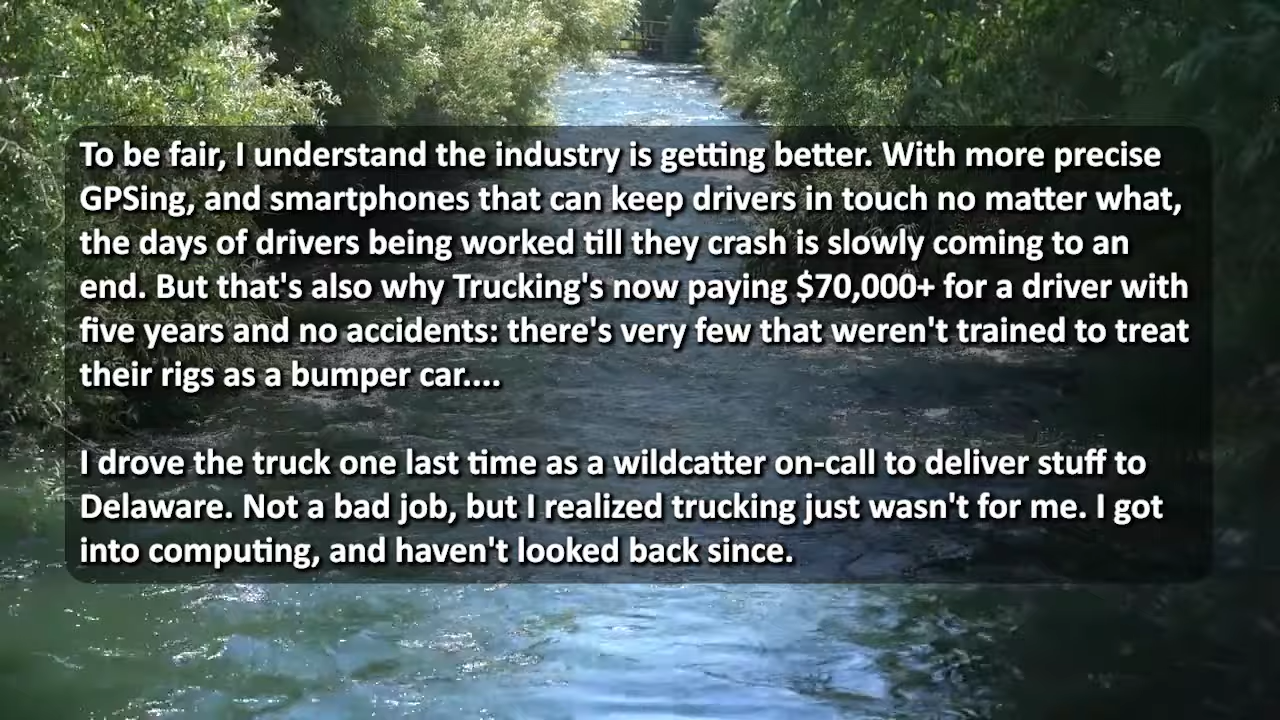 To be fair, I understand the industry is getting better. With more precise
GPSing, and smartphones that can keep drivers in touch no matter what,
the days of drivers being worked till they crash is slowly coming to an
end. But that's also why Trucking's now paying $70,000+ for a driver with
five years and no accidents: there's very few that weren't trained to treat
their rigs as a bumper car....
I drove the truck one last time as a wildcatter on-call to deliver stuff to
Delaware. Not a bad job, but I realized trucking just wasn't for me. I got
into computing, and haven't looked back since.